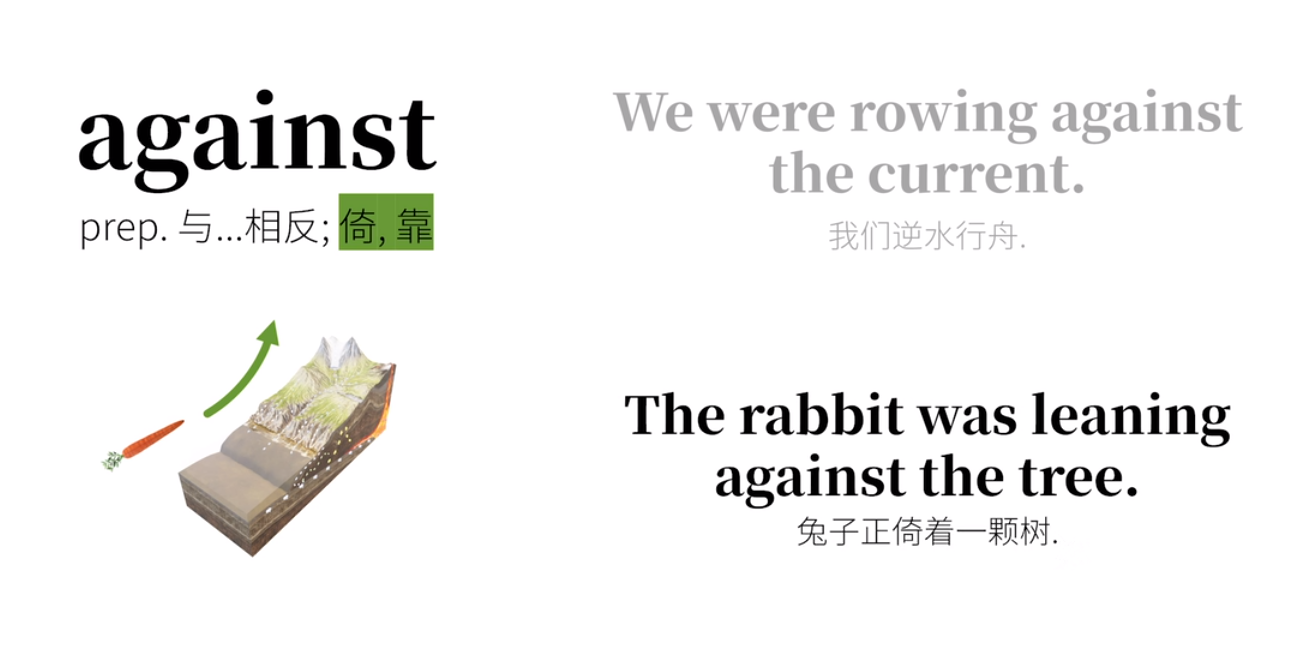 against
prep. 与...相反; 倚, 靠
We were rowing against
the current.
我们逆水行舟.
The rabbit was leaning
against the tree.
兔子正倚着一颗树.